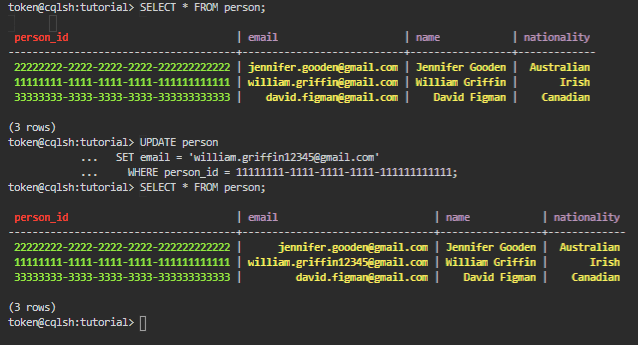 token@cqlsh:tutorial> SELECT * FROM person;
person_id | email | name | nationality
--------------------------------------+----------------------------+------------------+-------------
22222222-2222-2222-2222-222222222222 | jennifer.gooden@gmail.com | Jennifer Gooden | Australian
11111111-1111-1111-1111-111111111111 | william.griffin@gmail.com | William Griffin | Irish
33333333-3333-3333-3333-333333333333 | david.figman@gmail.com | David Figman | Canadian
(3 rows)
token@cqlsh:tutorial> UPDATE person
... SET email = 'william.griffin12345@gmail.com'
... WHERE person_id = 11111111-1111-1111-1111-111111111111;
token@cqlsh:tutorial> SELECT * FROM person;
person_id | email | name | nationality
--------------------------------------+--------------------------------+------------------+-------------
22222222-2222-2222-2222-222222222222 | jennifer.gooden@gmail.com | Jennifer Gooden | Australian
11111111-1111-1111-1111-111111111111 | william.griffin12345@gmail.com | William Griffin | Irish
33333333-3333-3333-3333-333333333333 | david.figman@gmail.com | David Figman | Canadian
(3 rows)
token@cqlsh:tutorial>